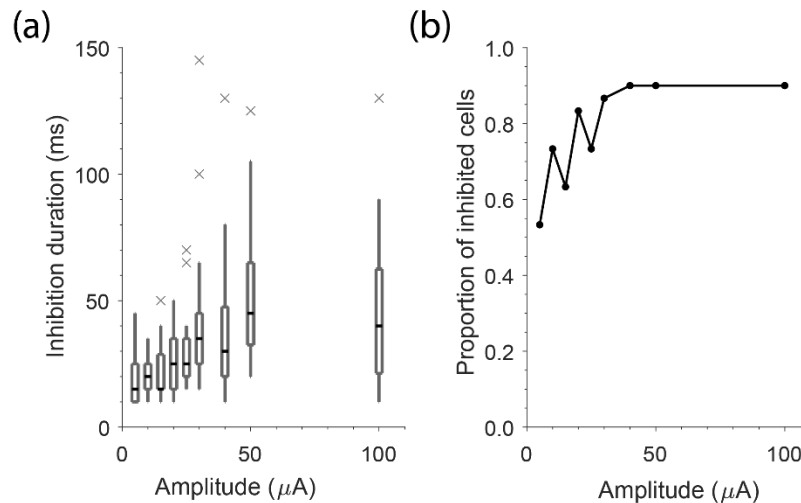 (a)
Inhibition duration (ms)
150
100
50
0
0 50 100
Amplitude (μA)
(b)
Proportion of inhibited cells
1.0
0.8
0.6
0.4
0.2
0.0
0 50 100
Amplitude (μA)